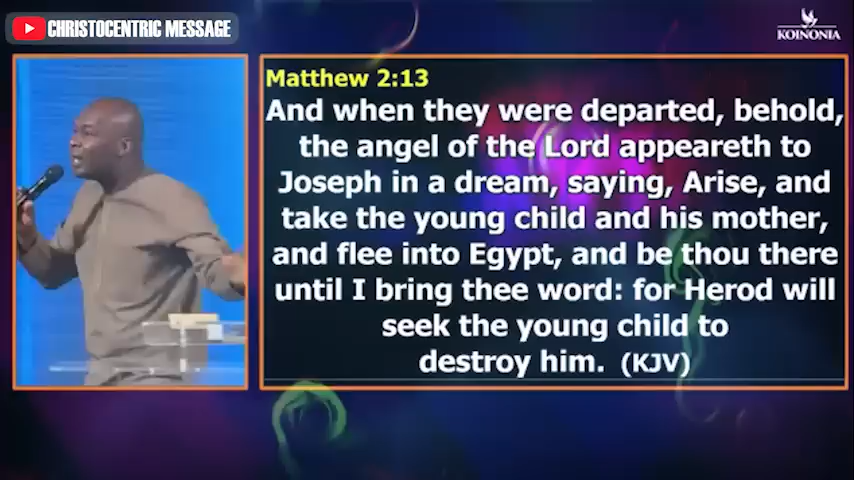 CHRISTOCENTRIC MESSAGE
KOINONIA
Matthew 2:13
And when they were departed, behold,
the angel of the Lord appeareth to
Joseph in a dream, saying, Arise, and
take the young child and his mother,
and flee into Egypt, and be thou there
until I bring thee word: for Herod will
seek the young child to
destroy him. (KJV)